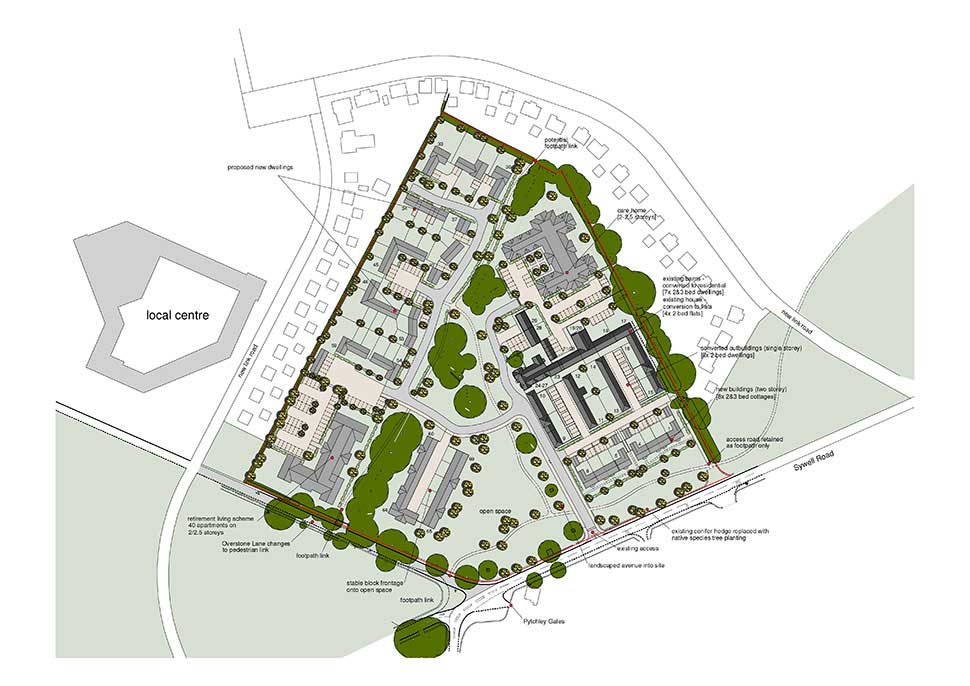 potential
footpath link
proposed new dwellings
care home
[2-2.5 storeys]
existing barns -
converted to residential
[7x 2&3 bed dwellings]
existing house -
conversion to flats
[4x 2 bed flats]
local centre
new link road
new link road
converted outbuildings (single storey)
2 bed dwellings]
new buildings (two storey)
[8x 2&3 bed cottages]
access road retained
as footpath only
Sywell Road
retirement living scheme
40 apartments on
2/2.5 storeys
Overstone Lane changes
to pedestrian link
footpath link
open space
existing conifer hedge replaced with
native species tree planting
existing access
landscaped avenue into site
stable block frontage
onto open space
footpath link
Pytchley Gates